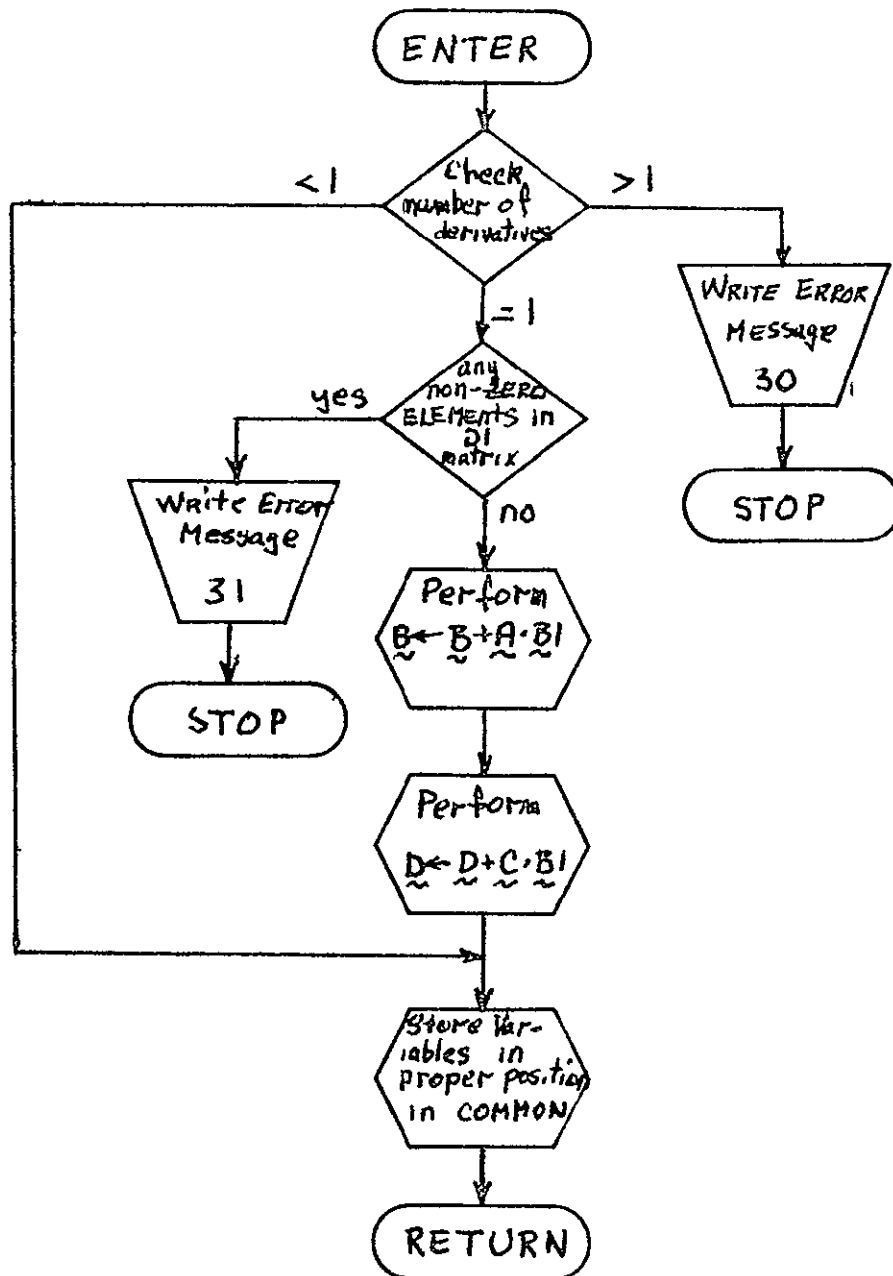 ENTER
Check
number of
derivatives
< 1
> 1
WRITE ERROR
Message
30
STOP
= 1
any
non-ZERO
ELEMENTS in
D1
matrix
yes
Write Error
Message
31
STOP
no
Perform
B ← B + A · B1
Perform
D ← D + C · B1
Store Var-
iables in
proper position
in COMMON
RETURN